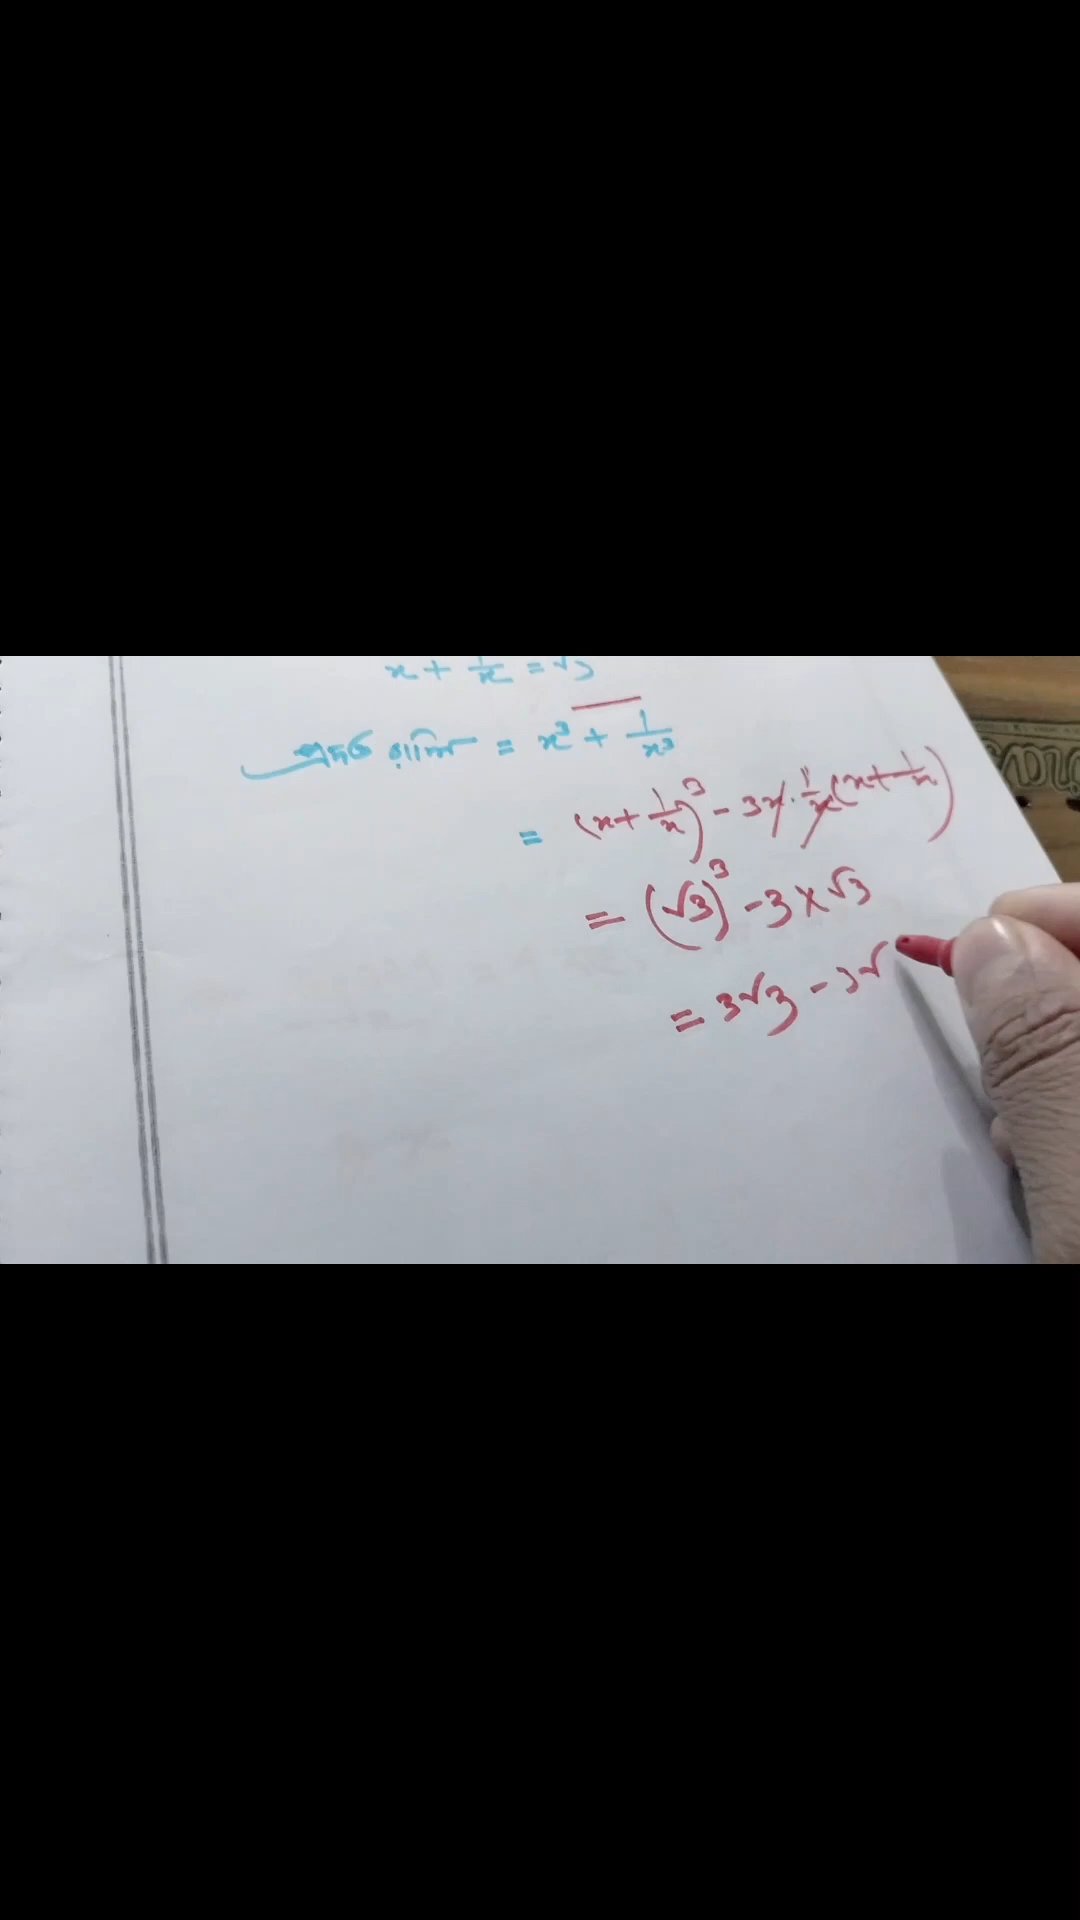 x + 1/x = √3
প্রদত্ত রাশি = x³ + 1/x³
= (x + 1/x)³ - 3x · 1/x (x + 1/x)
= (√3)³ - 3 × √3
= 3√3 - 3√